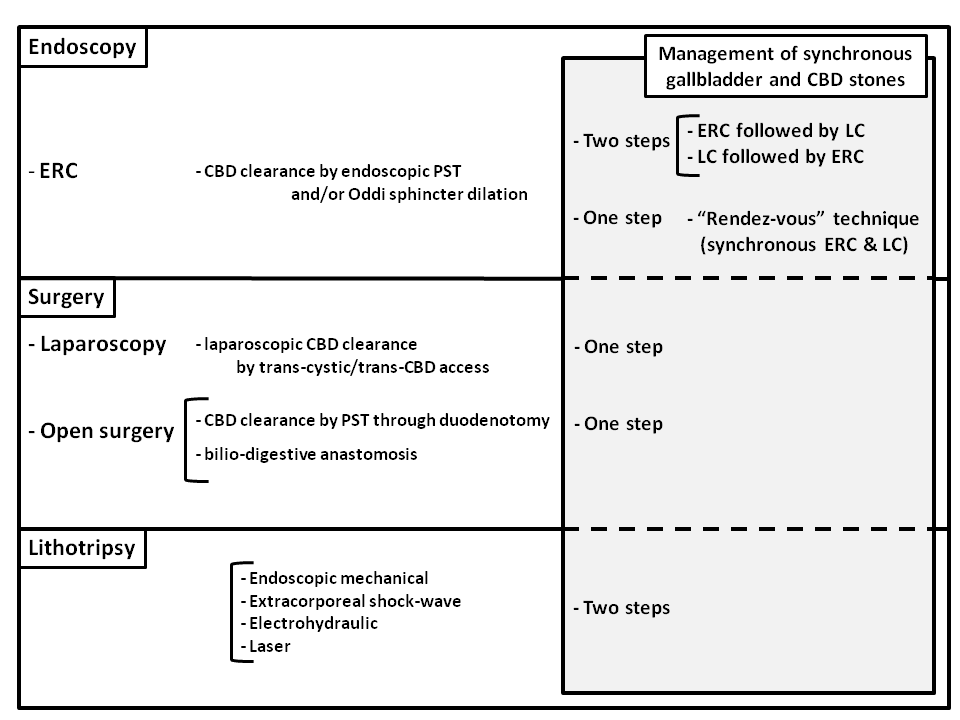 Endoscopy
Management of synchronous
gallbladder and CBD stones
- ERC
- CBD clearance by endoscopic PST
and/or Oddi sphincter dilation
- Two steps
- ERC followed by LC
- LC followed by ERC
- One step
- “Rendez-vous” technique
(synchronous ERC & LC)
Surgery
- Laparoscopy
- laparoscopic CBD clearance
by trans-cystic/trans-CBD access
- One step
- Open surgery
- CBD clearance by PST through duodenotomy
- bilio-digestive anastomosis
- One step
Lithotripsy
- Endoscopic mechanical
- Extracorporeal shock-wave
- Electrohydraulic
- Laser
- Two steps